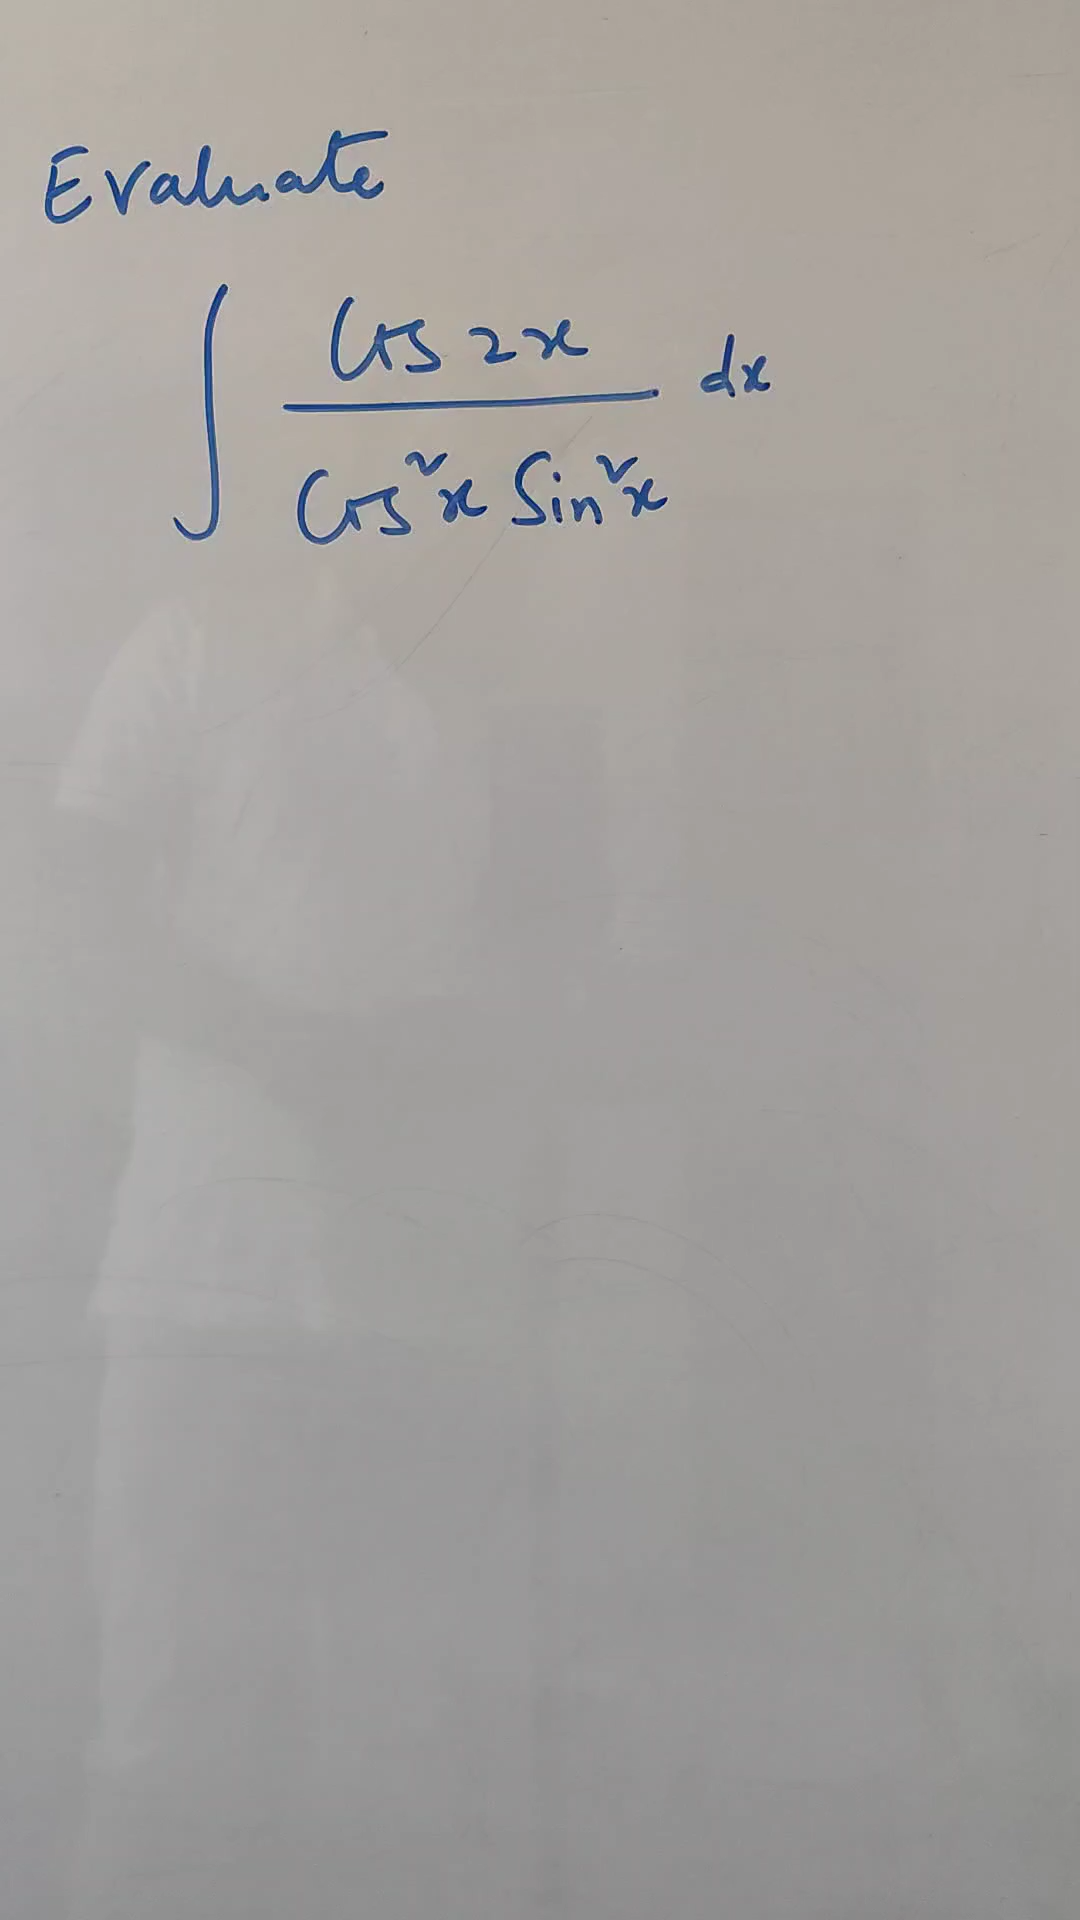 Evaluate
∫ Cos 2x / Cos²x Sin²x dx